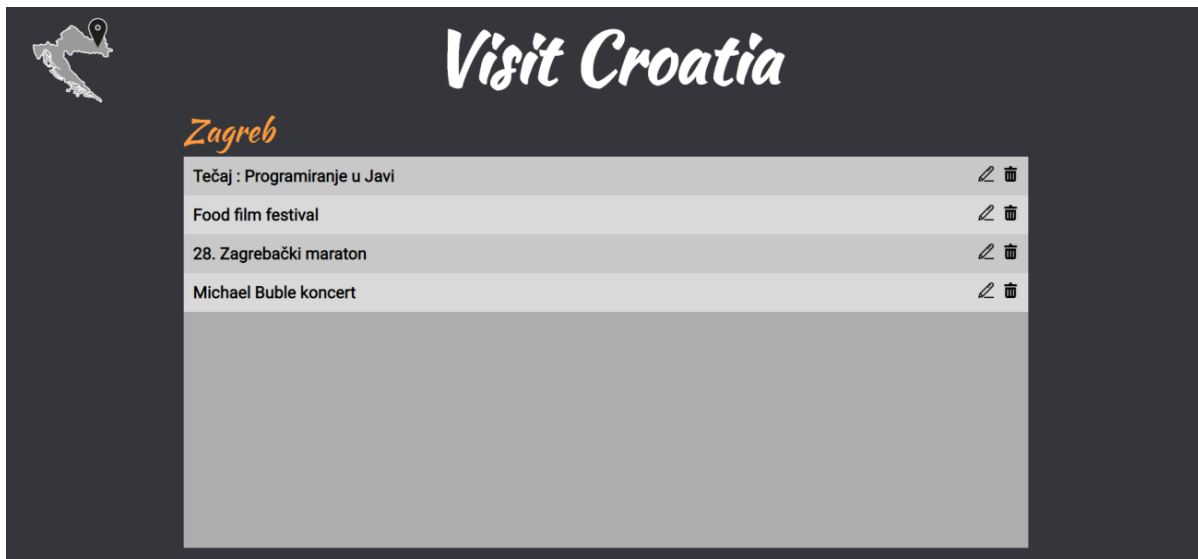 Visit Croatia
Zagreb
Tečaj : Programiranje u Javi
Food film festival
28. Zagrebački maraton
Michael Buble koncert